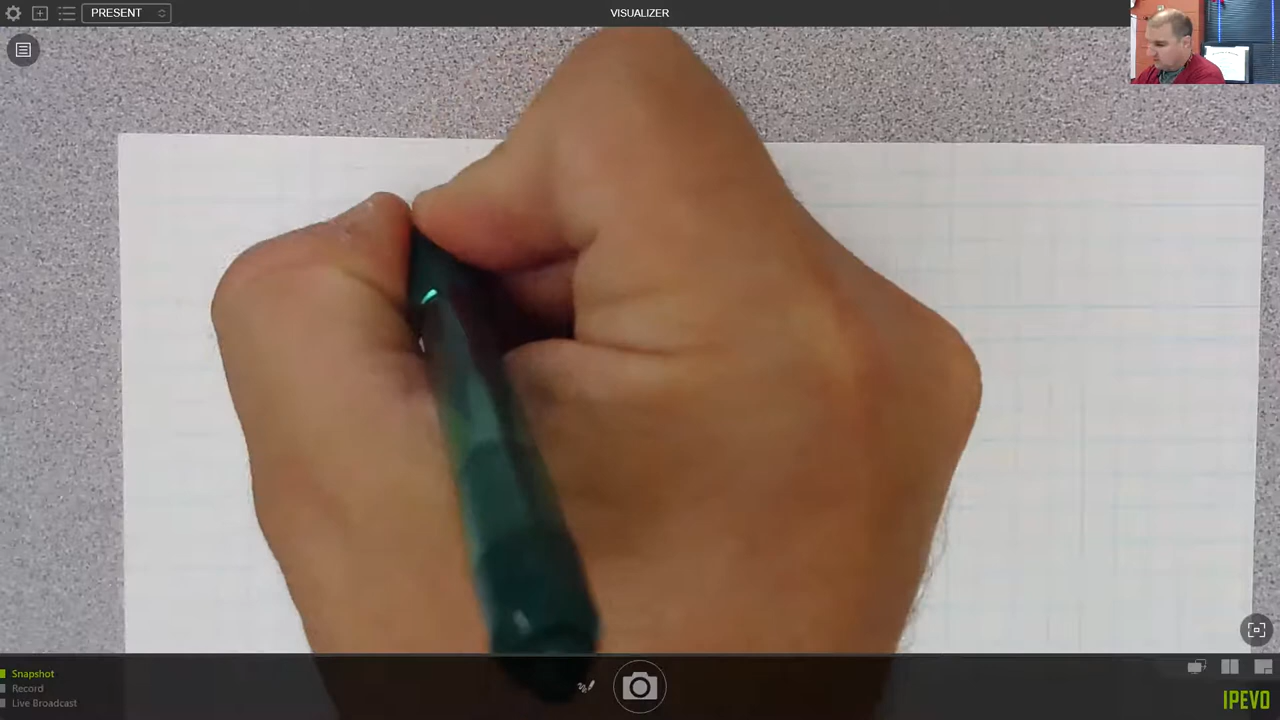 PRESENT
VISUALIZER
Snapshot
Record
Live Broadcast
IPEVO